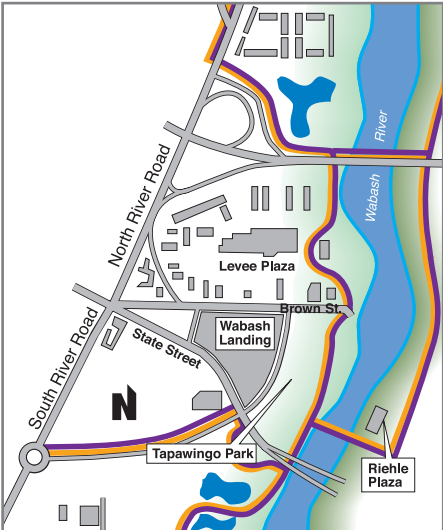 North River Road
Wabash River
Levee Plaza
Brown St.
Wabash
Landing
State Street
South River Road
N
Tapawingo Park
Riehle
Plaza